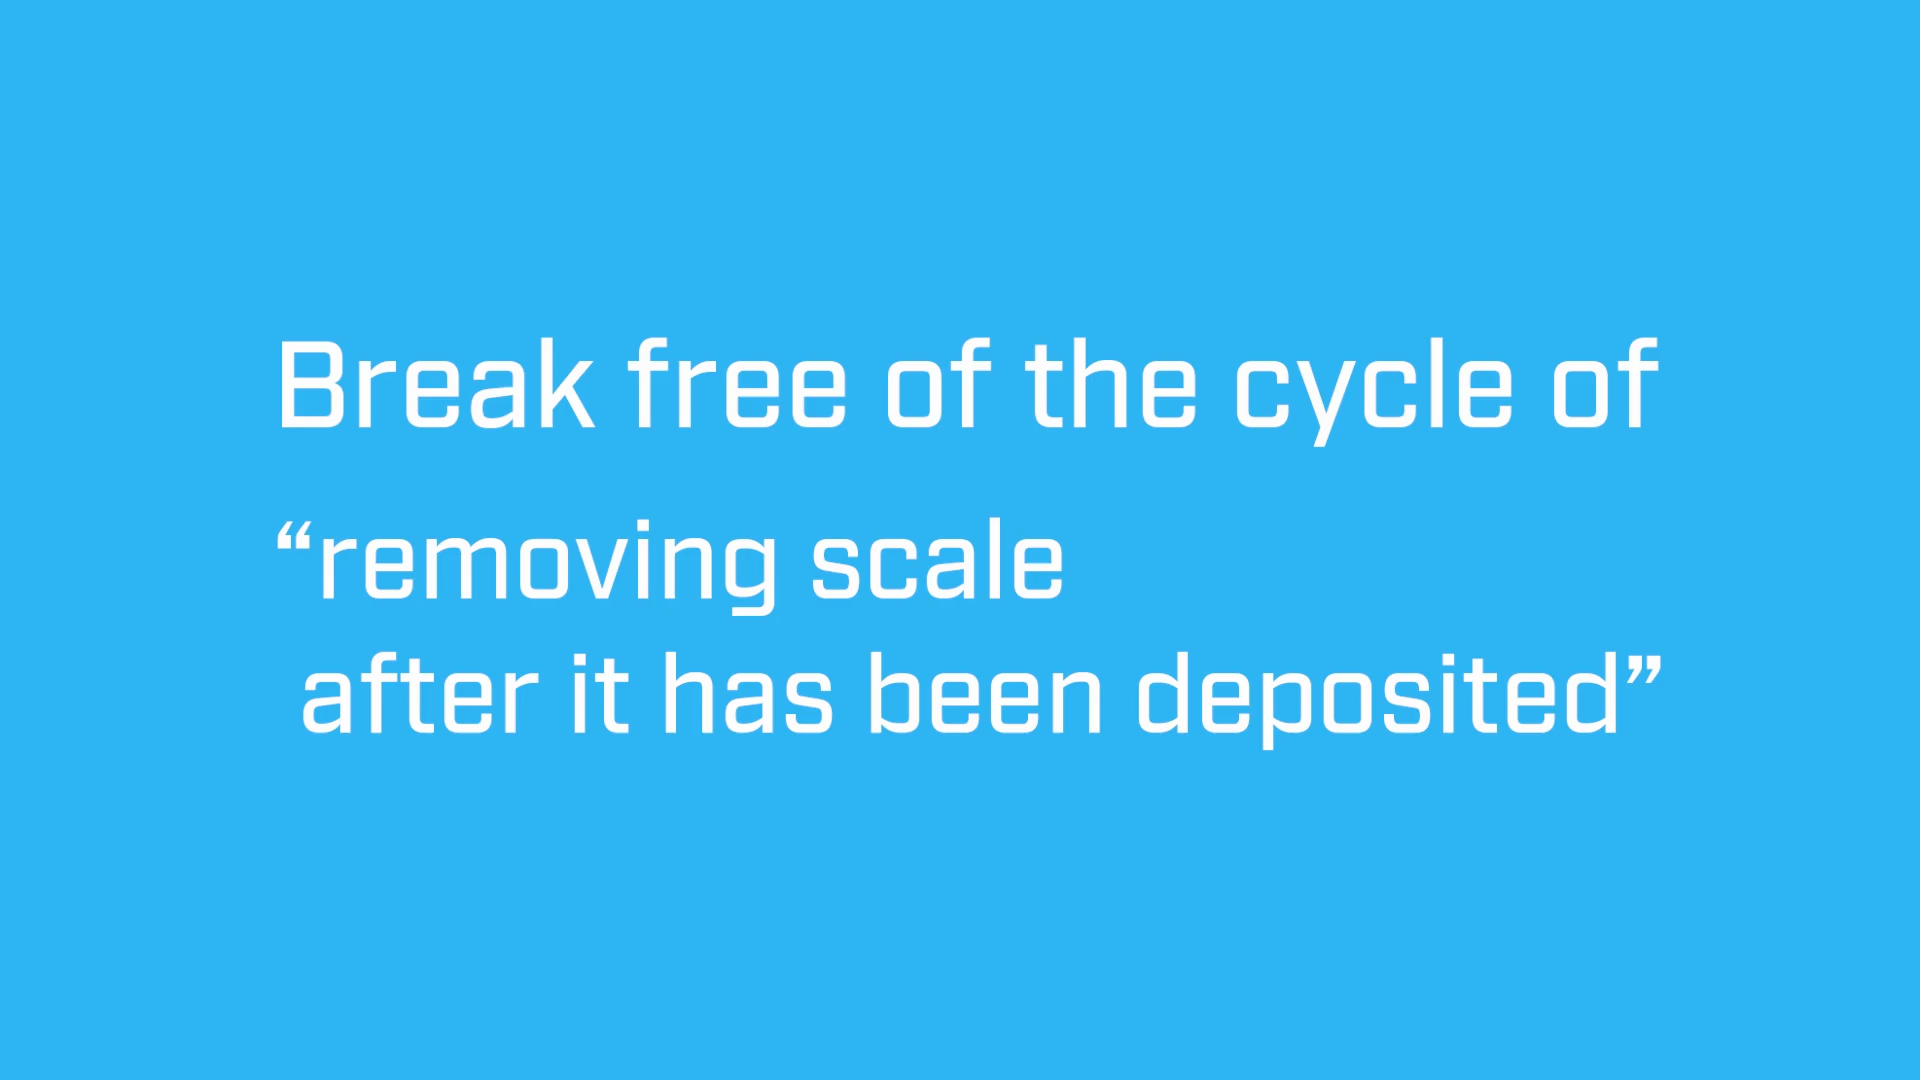 Break free of the cycle of
“removing scale
after it has been deposited”